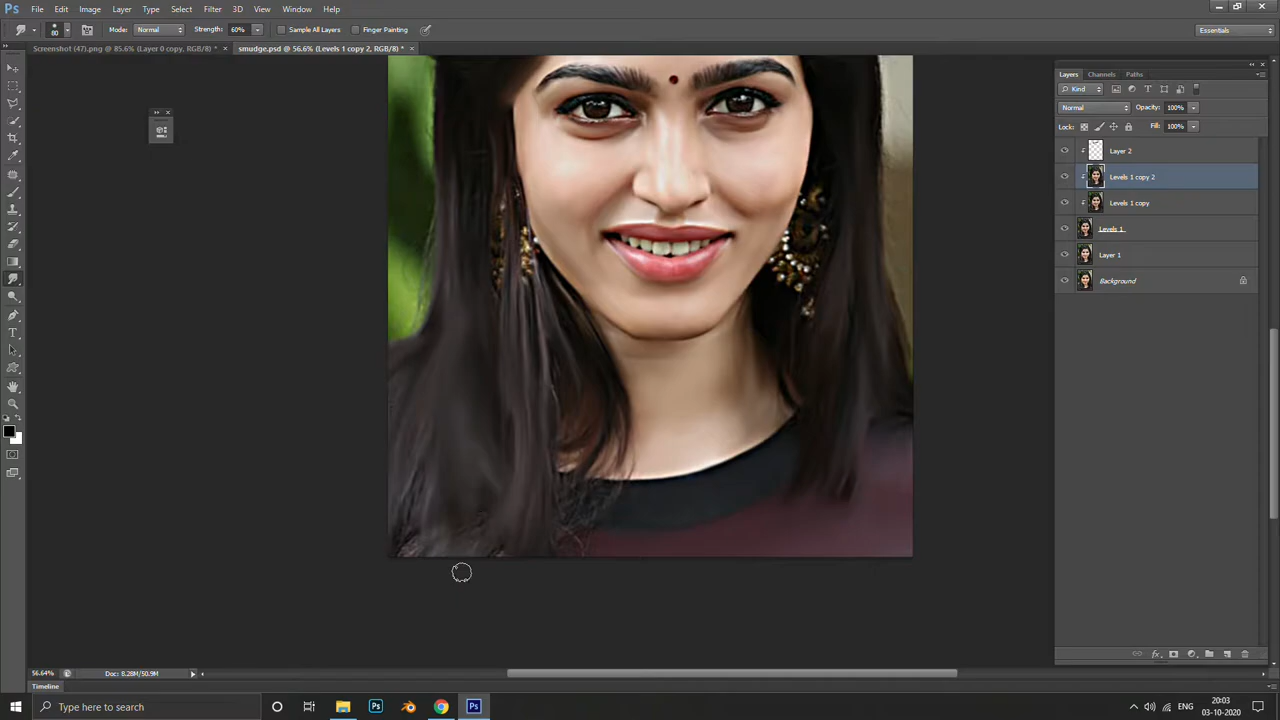 Ps File Edit Image Layer Type Select Filter 3D View Window Help
80 Mode: Normal Strength: 60% Sample All Layers Finger Painting Essentials
Screenshot (47).png @ 85.6% (Layer 0 copy, RGB/8) * × smudge.psd @ 56.6% (Levels 1 copy 2, RGB/8) * ×
Layers Channels Paths
Kind
Normal Opacity: 100%
Lock: Fill: 100%
Layer 2
Levels 1 copy 2
Levels 1 copy
Levels 1
Layer 1
Background
56.64% Doc: 8.28M/50.9M
Timeline
Type here to search Ps Ps ENG 20:03
03-10-2020